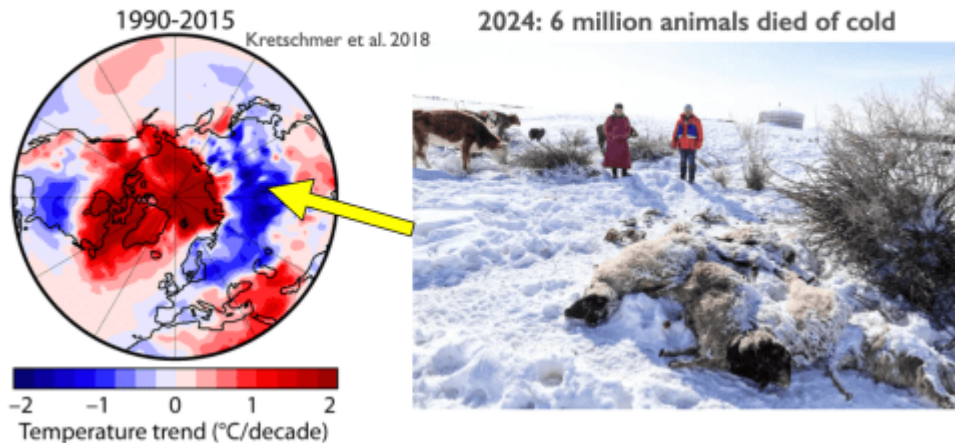 1990-2015
Kretschmer et al. 2018
2024: 6 million animals died of cold
−2 −1 0 1 2
Temperature trend (°C/decade)